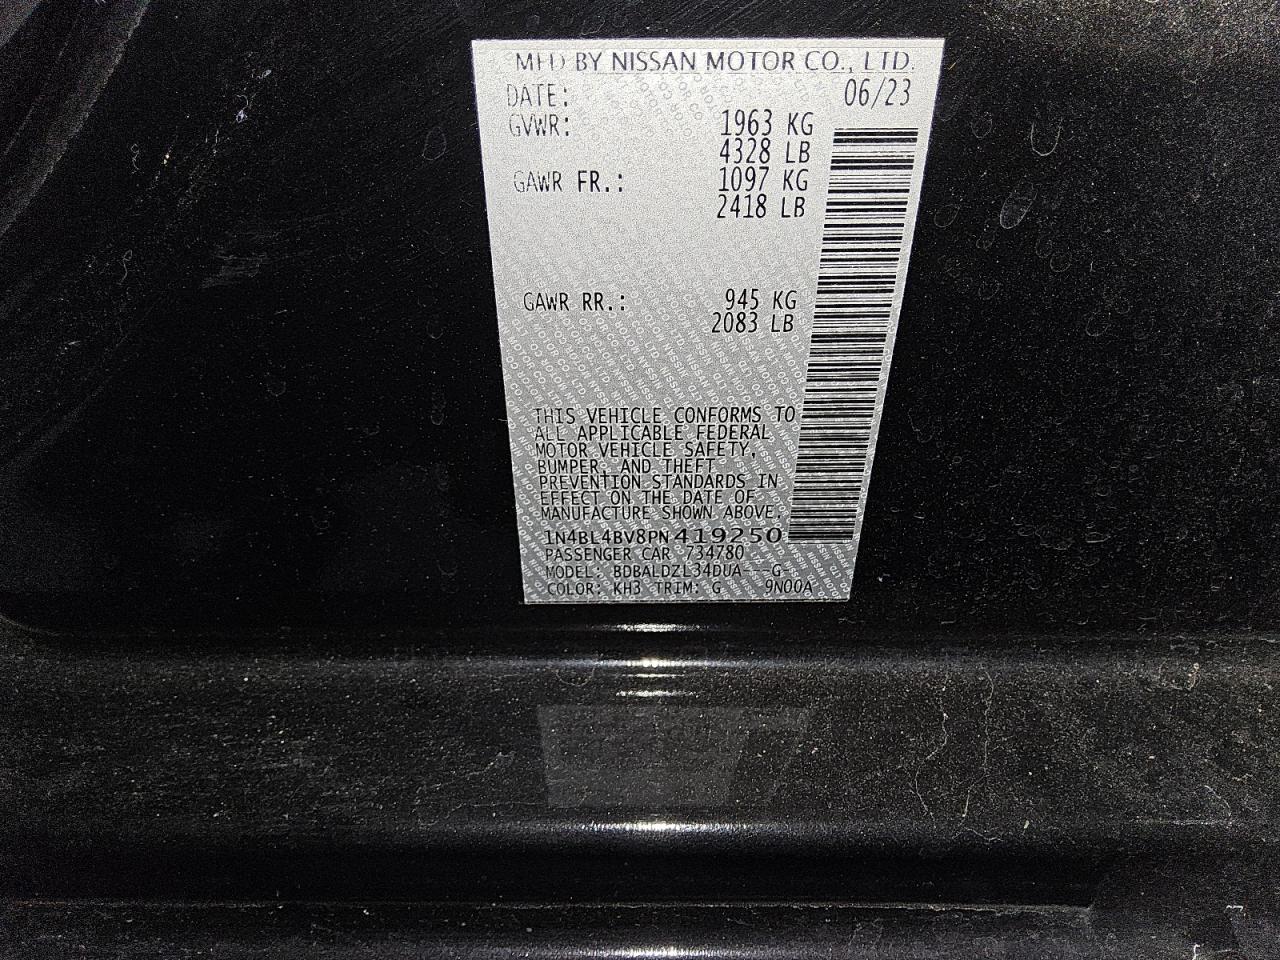 MFD BY NISSAN MOTOR CO., LTD.
DATE: 06/23
GVWR: 1963 KG
4328 LB
GAWR FR.: 1097 KG
2418 LB
GAWR RR.: 945 KG
2083 LB
THIS VEHICLE CONFORMS TO
ALL APPLICABLE FEDERAL
MOTOR VEHICLE SAFETY,
BUMPER, AND THEFT
PREVENTION STANDARDS IN
EFFECT ON THE DATE OF
MANUFACTURE SHOWN ABOVE.
1N4BL4BV8PN419250
PASSENGER CAR 734780
MODEL: BDBALDZL34DUA---G-
COLOR: KH3 TRIM: G 9N00A